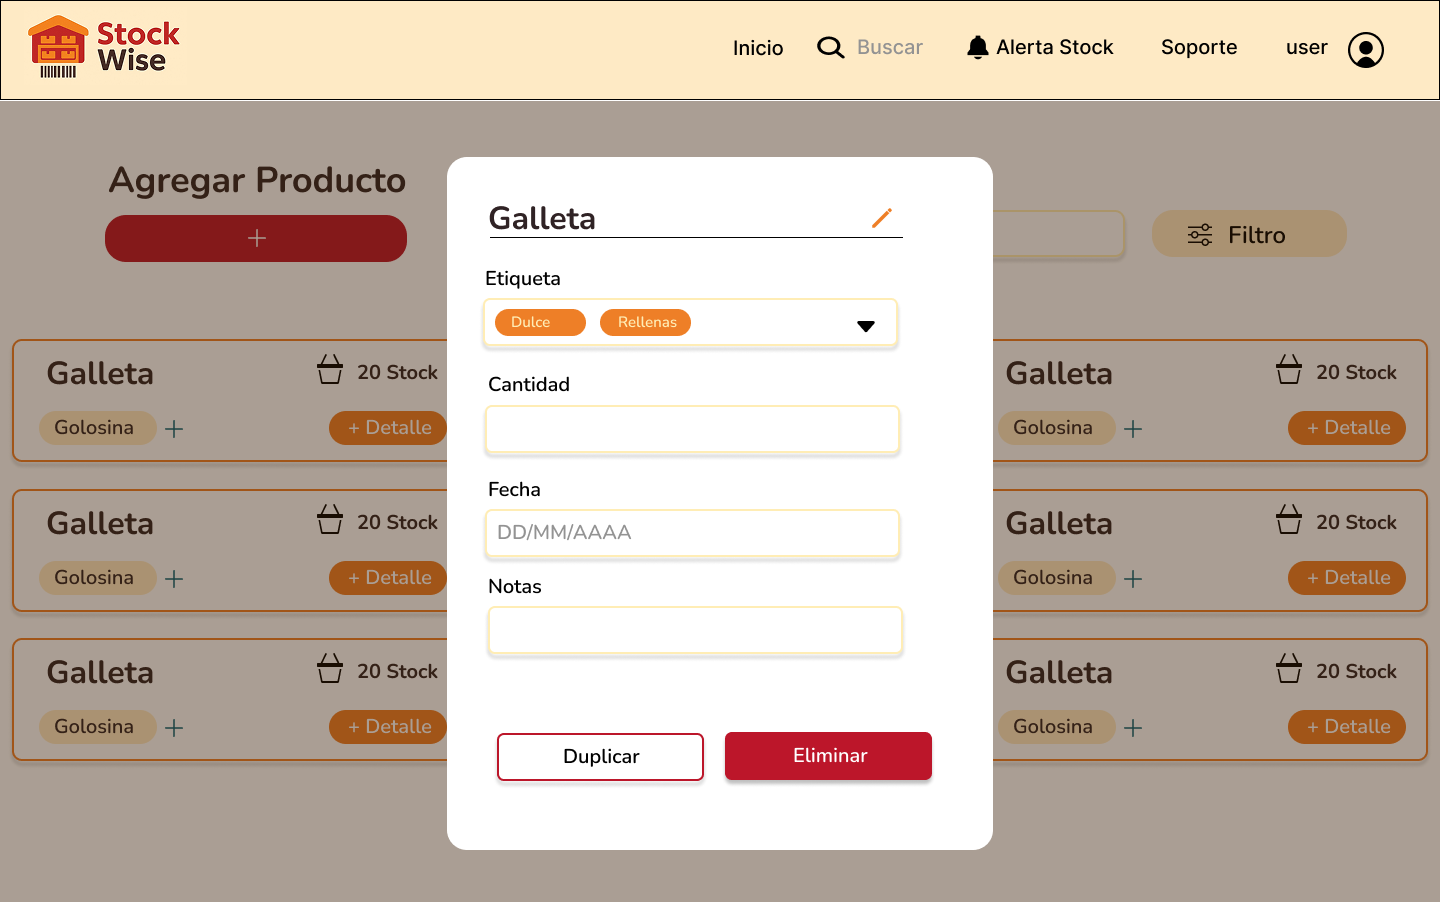 Stock
Wise
Inicio
Buscar
Alerta Stock
Soporte
user
Agregar Producto
+
Filtro
Galleta
20 Stock
Golosina +
+ Detalle
Galleta
20 Stock
Golosina +
+ Detalle
Galleta
20 Stock
Golosina +
+ Detalle
Galleta
Etiqueta
Dulce
Rellenas
Cantidad
Fecha
DD/MM/AAAA
Notas
Duplicar
Eliminar
Galleta
20 Stock
Golosina +
+ Detalle
Galleta
20 Stock
Golosina +
+ Detalle
Galleta
20 Stock
Golosina +
+ Detalle